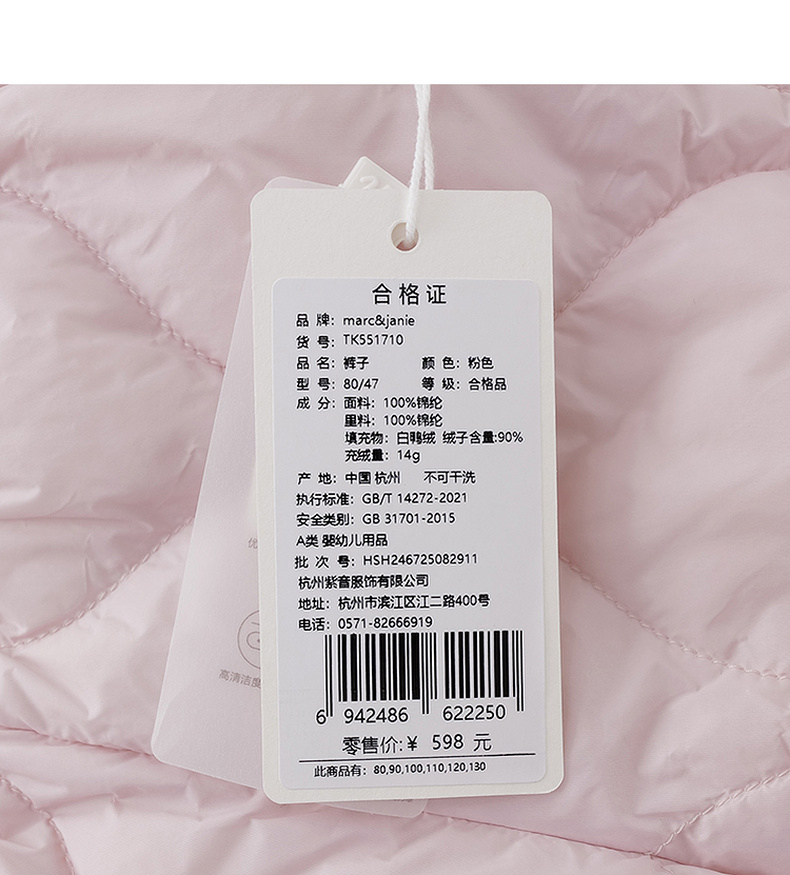 合格证
品 牌: marc&janie
货 号: TK551710
品 名: 裤子 颜 色: 粉色
型 号: 80/47 等 级: 合格品
成 分: 面料: 100%锦纶
里料: 100%锦纶
填充物: 白鸭绒 绒子含量:90%
充绒量: 14g
产 地: 中国 杭州 不可干洗
执行标准: GB/T 14272-2021
安全类别: GB 31701-2015
A类 婴幼儿用品
批 次 号: HSH246725082911
杭州紫音服饰有限公司
地址: 杭州市滨江区江二路400号
电话: 0571-82666919
6 942486 622250
零售价:¥ 598 元
此商品有: 80,90,100,110,120,130
高清洁度